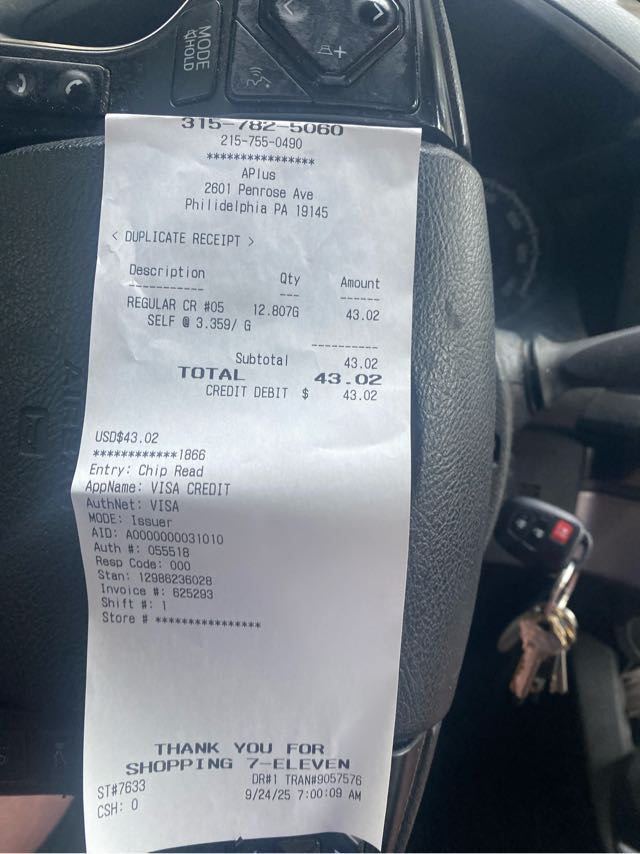 MODE
HOLD
315-782-5060
215-755-0490
****************
APlus
2601 Penrose Ave
Philidelphia PA 19145
< DUPLICATE RECEIPT >
Description Qty Amount
----------- --- ------
REGULAR CR #05 12.807G 43.02
SELF @ 3.359/ G
----------
Subtotal 43.02
TOTAL 43.02
CREDIT DEBIT $ 43.02
USD$43.02
************1866
Entry: Chip Read
AppName: VISA CREDIT
AuthNet: VISA
MODE: Issuer
AID: A0000000031010
Auth #: 055518
Resp Code: 000
Stan: 12986236028
Invoice #: 625293
Shift #: 1
Store # ****************
THANK YOU FOR
SHOPPING 7-ELEVEN
ST#7633 DR#1 TRAN#9057576
CSH: 0 9/24/25 7:00:09 AM